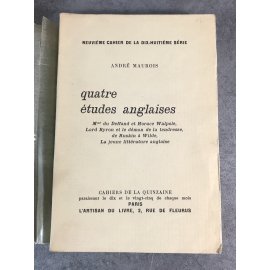 NEUVIÈME CAHIER DE LA DIX-HUITIÈME SÉRIE
ANDRÉ MAUROIS
quatre
études anglaises
Mme du Deffand et Horace Walpole,
Lord Byron et le démon de la tendresse,
de Ruskin à Wilde,
La jeune littérature anglaise
CAHIERS DE LA QUINZAINE
paraissant le dix et le vingt-cinq de chaque mois
PARIS
L'ARTISAN DU LIVRE, 2, RUE DE FLEURUS